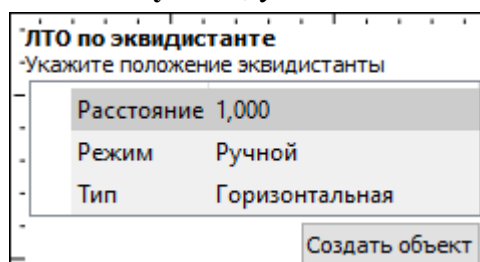 ЛТО по эквидистанте
Укажите положение эквидистанты
Расстояние 1,000
Режим Ручной
Тип Горизонтальная
Создать объект